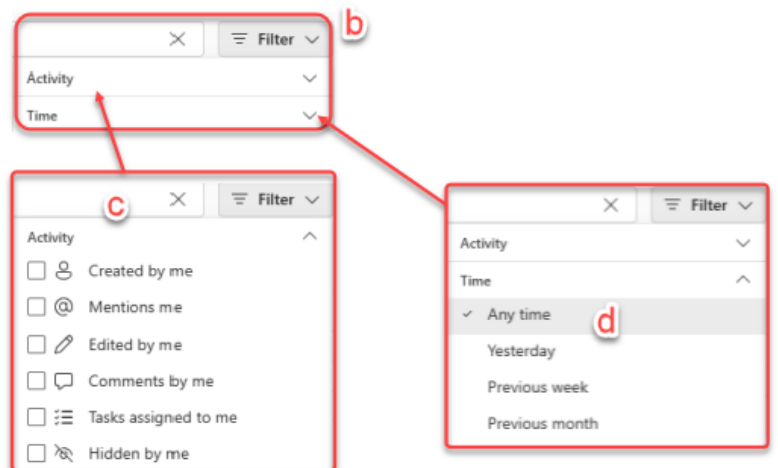 Filter
b
Activity
Time
c
Filter
Activity
Created by me
@ Mentions me
Edited by me
Comments by me
Tasks assigned to me
Hidden by me
Filter
Activity
Time
Any time
d
Yesterday
Previous week
Previous month